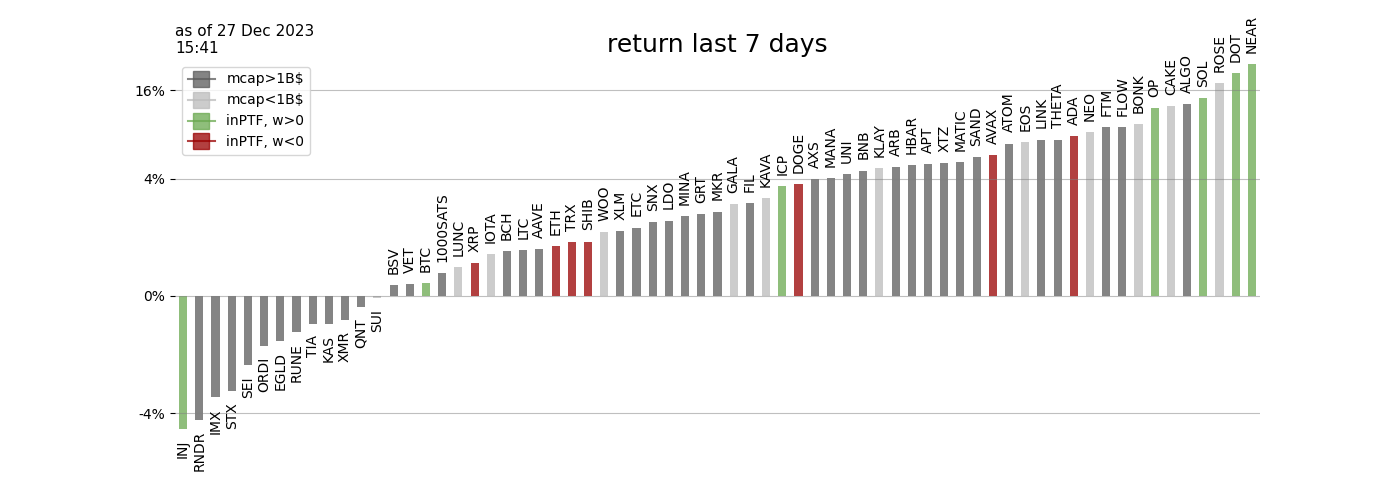 as of 27 Dec 2023
15:41
return last 7 days
mcap>1B$
mcap<1B$
inPTF, w>0
inPTF, w<0
16%
4%
0%
-4%
INJ
RNDR
IMX
STX
SEI
ORDI
EGLD
RUNE
TIA
KAS
XMR
QNT
SUI
BSV
VET
BTC
1000SATS
LUNC
XRP
IOTA
BCH
LTC
AAVE
ETH
TRX
SHIB
WOO
XLM
ETC
SNX
LDO
MINA
GRT
MKR
GALA
FIL
KAVA
ICP
DOGE
AXS
MANA
UNI
BNB
KLAY
ARB
HBAR
APT
XTZ
MATIC
SAND
AVAX
ATOM
EOS
LINK
THETA
ADA
NEO
FTM
FLOW
BONK
OP
CAKE
ALGO
SOL
ROSE
DOT
NEAR